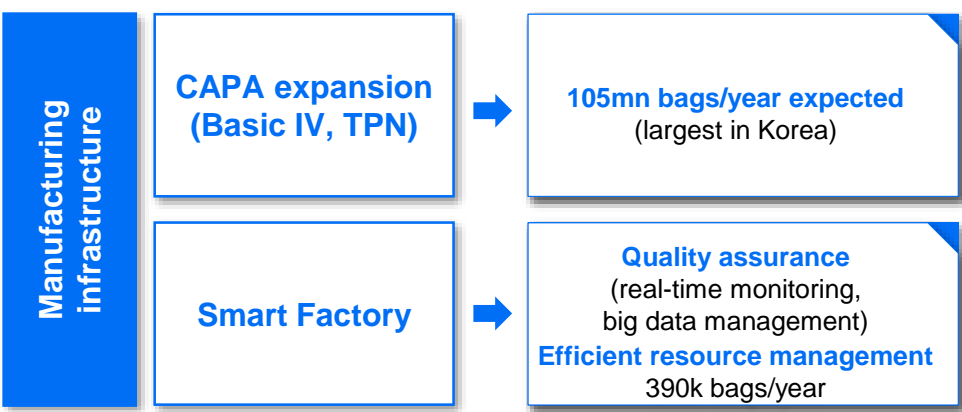 Manufacturing
infrastructure
CAPA expansion
(Basic IV, TPN)
105mn bags/year expected
(largest in Korea)
Smart Factory
Quality assurance
(real-time monitoring,
big data management)
Efficient resource management
390k bags/year